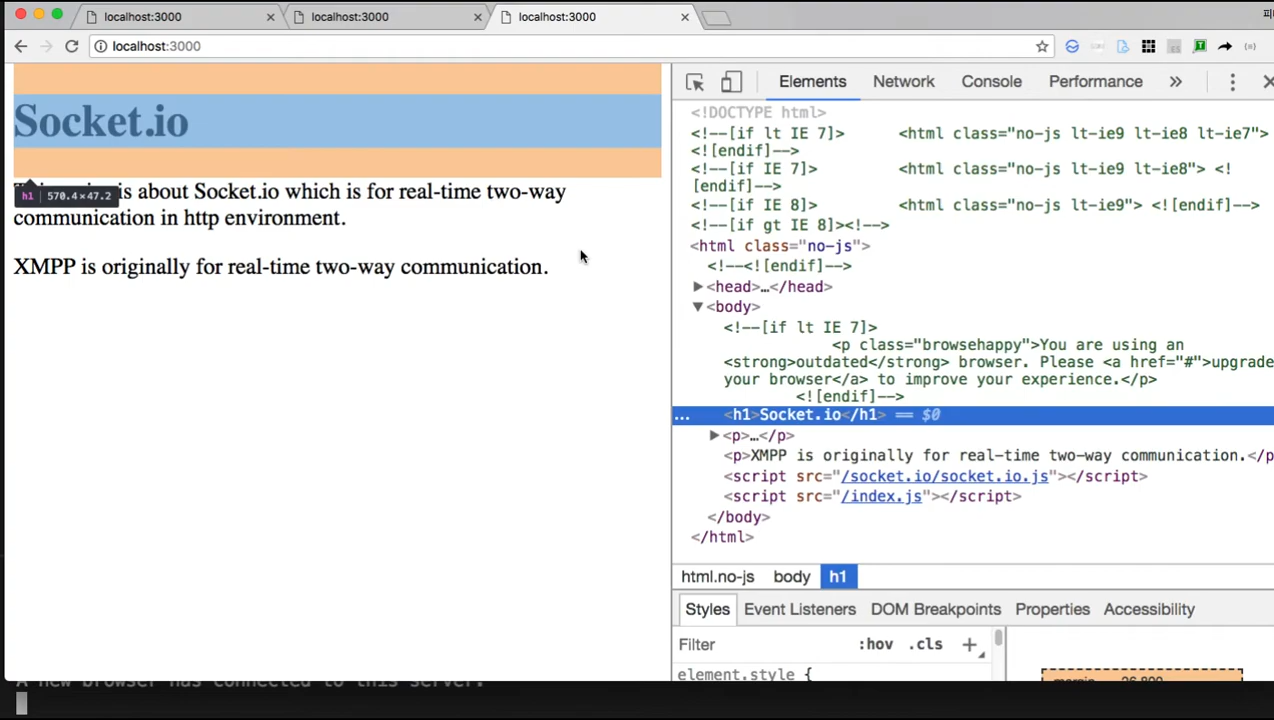 localhost:3000 localhost:3000 localhost:3000
localhost:3000
Elements Network Console Performance
Socket.io
h1 570.4×47.2
is about Socket.io which is for real-time two-way
communication in http environment.
XMPP is originally for real-time two-way communication.
<!DOCTYPE html>
<!--[if lt IE 7]> <html class="no-js lt-ie9 lt-ie8 lt-ie7">
<![endif]-->
<!--[if IE 7]> <html class="no-js lt-ie9 lt-ie8"> <!
[endif]-->
<!--[if IE 8]> <html class="no-js lt-ie9"> <![endif]-->
<!--[if gt IE 8]><!-->
<html class="no-js">
<!--<![endif]-->
<head>…</head>
<body>
<!--[if lt IE 7]>
<p class="browsehappy">You are using an
<strong>outdated</strong> browser. Please <a href="#">upgrade
your browser</a> to improve your experience.</p>
<![endif]-->
... <h1>Socket.io</h1> == $0
<p>…</p>
<p>XMPP is originally for real-time two-way communication.</p
<script src="/socket.io/socket.io.js"></script>
<script src="/index.js"></script>
</body>
</html>
html.no-js body h1
Styles Event Listeners DOM Breakpoints Properties Accessibility
Filter :hov .cls +
element.style {
margin 26.800
A new browser has connected to this server.